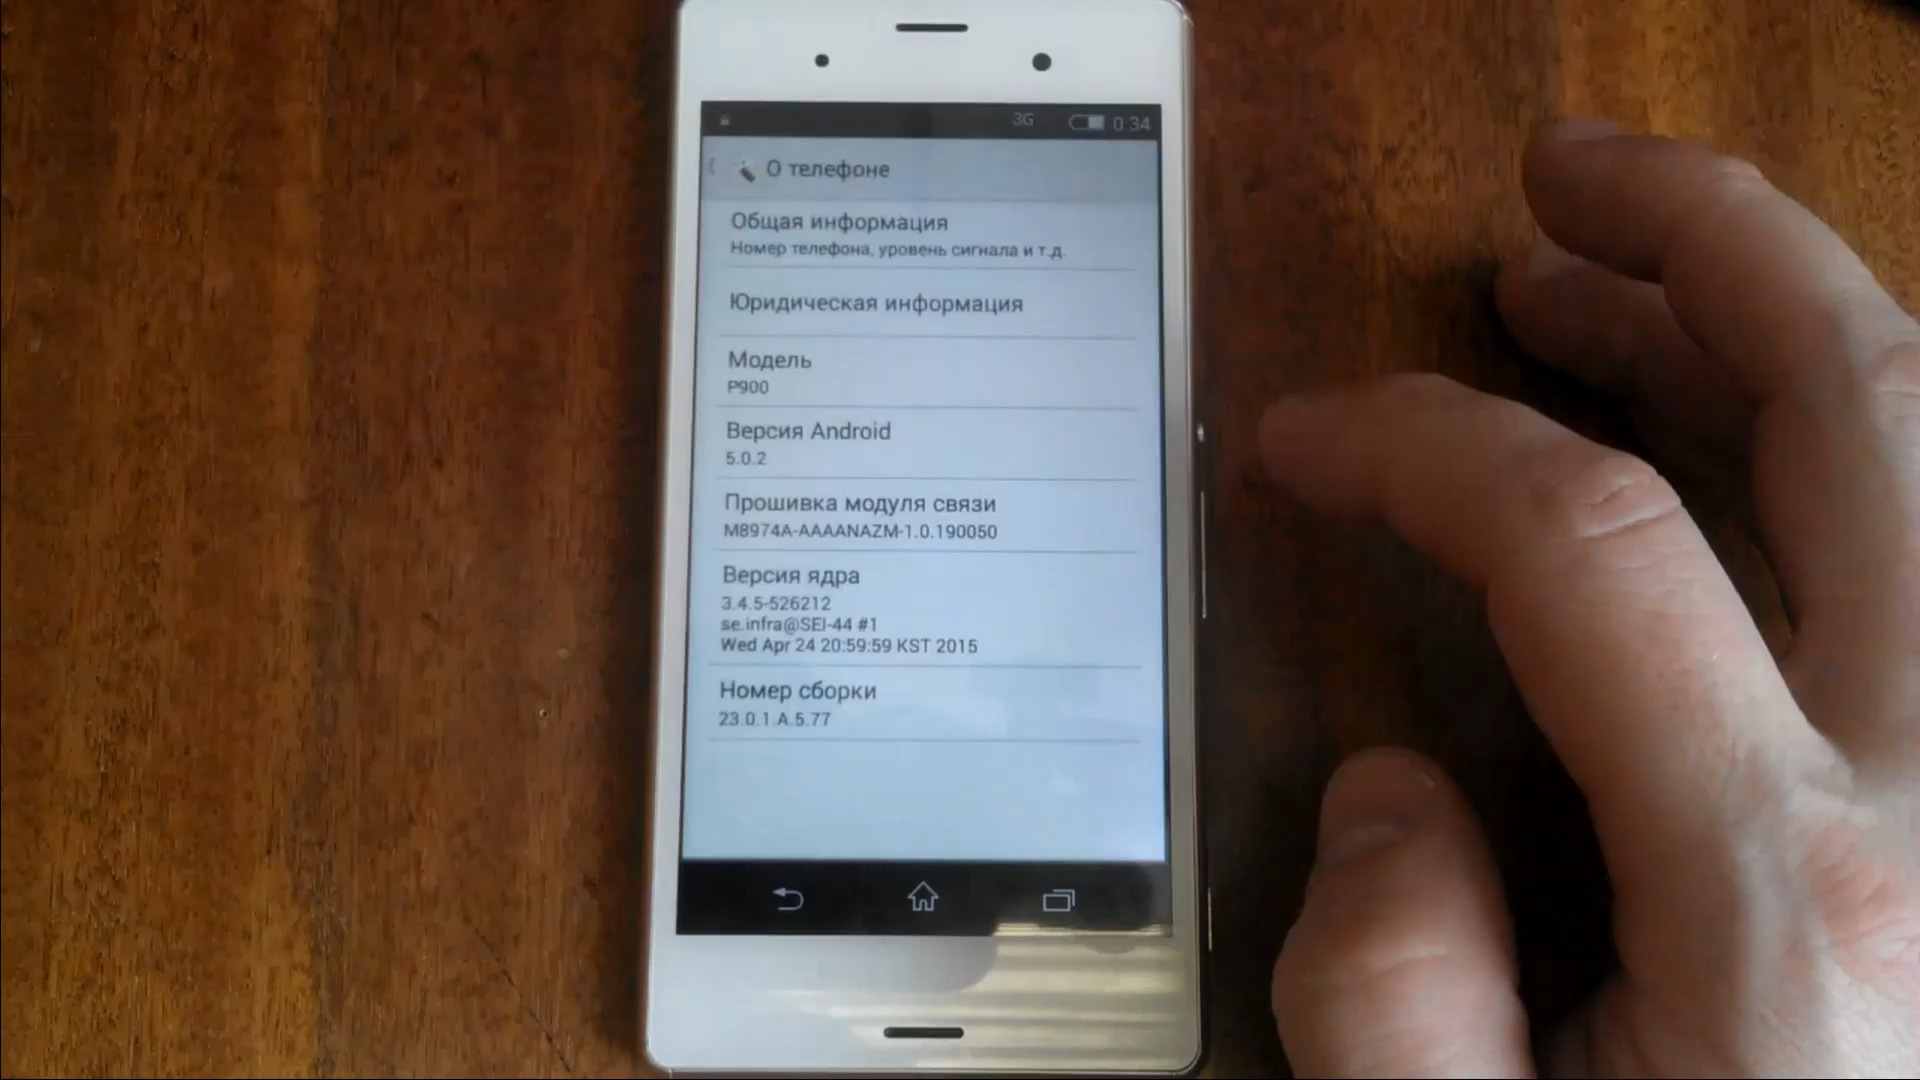 3G 0:34
О телефоне
Общая информация
Номер телефона, уровень сигнала и т.д.
Юридическая информация
Модель
P900
Версия Android
5.0.2
Прошивка модуля связи
M8974A-AAAANAZM-1.0.190050
Версия ядра
3.4.5-526212
se.infra@SEI-44 #1
Wed Apr 24 20:59:59 KST 2015
Номер сборки
23.0.1.A.5.77